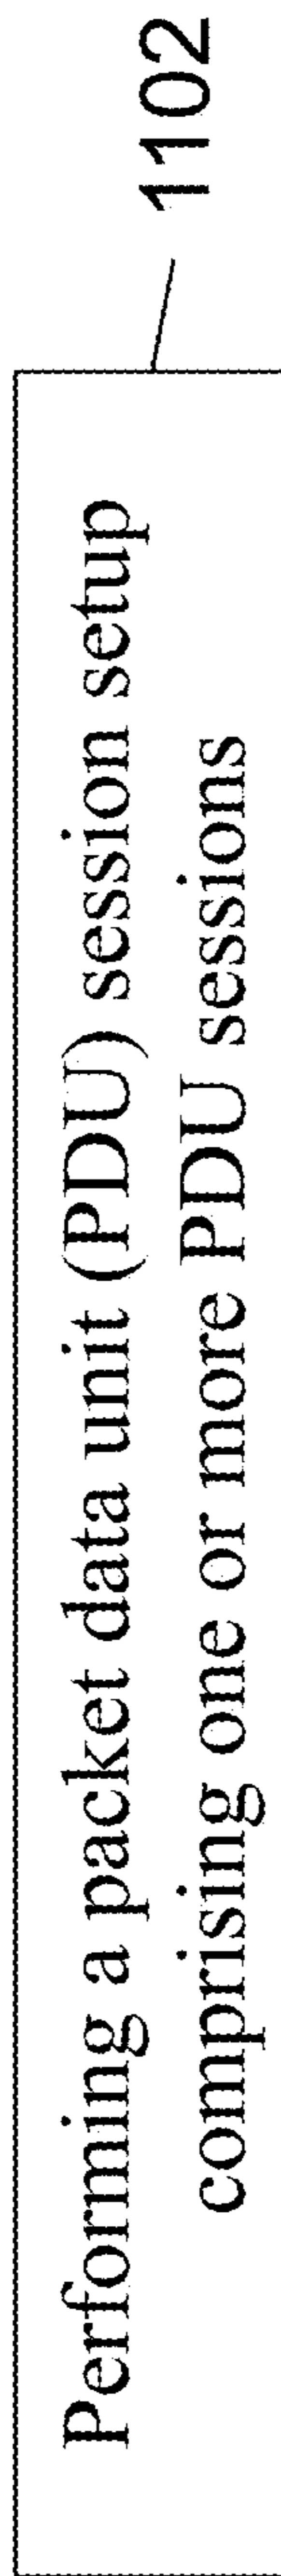 Performing a packet data unit (PDU) session setup
comprising one or more PDU sessions
1102